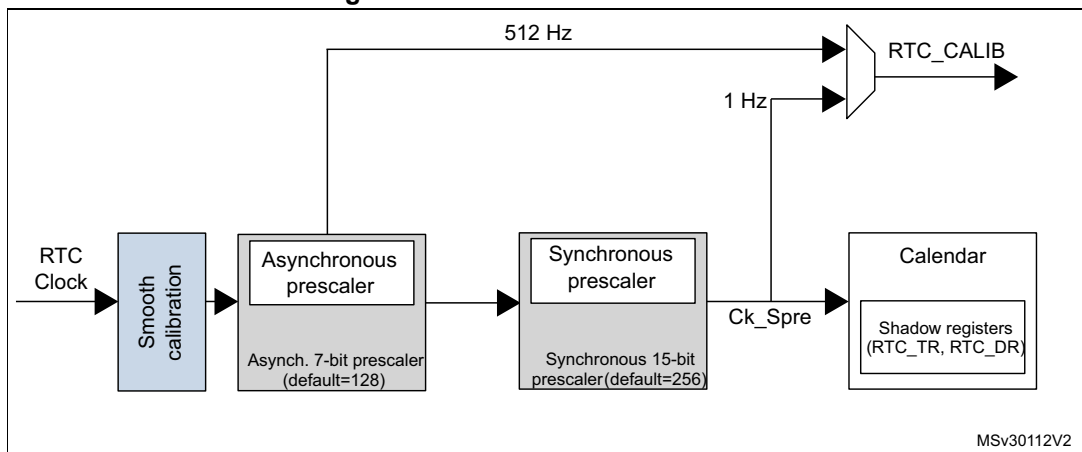 512 Hz
RTC_CALIB
1 Hz
RTC
Clock
Smooth
calibration
Asynchronous
prescaler
Asynch. 7-bit prescaler
(default=128)
Synchronous
prescaler
Synchronous 15-bit
prescaler(default=256)
Ck_Spre
Calendar
Shadow registers
(RTC_TR, RTC_DR)
MSv30112V2